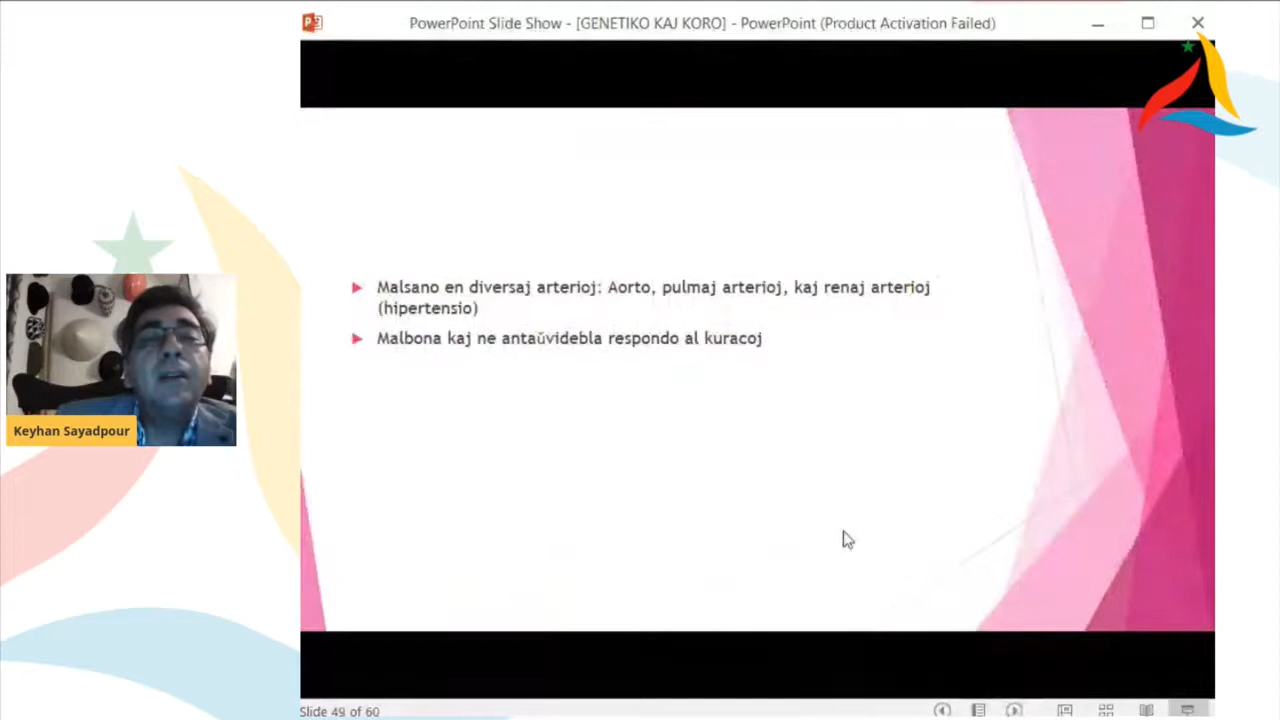 PowerPoint Slide Show - [GENETIKO KAJ KORO] - PowerPoint (Product Activation Failed)
Malsano en diversaj arterioj: Aorto, pulmaj arterioj, kaj renaj arterioj
(hipertensio)
Malbona kaj ne antaŭvidebla respondo al kuracoj
Keyhan Sayadpour
Slide 49 of 60